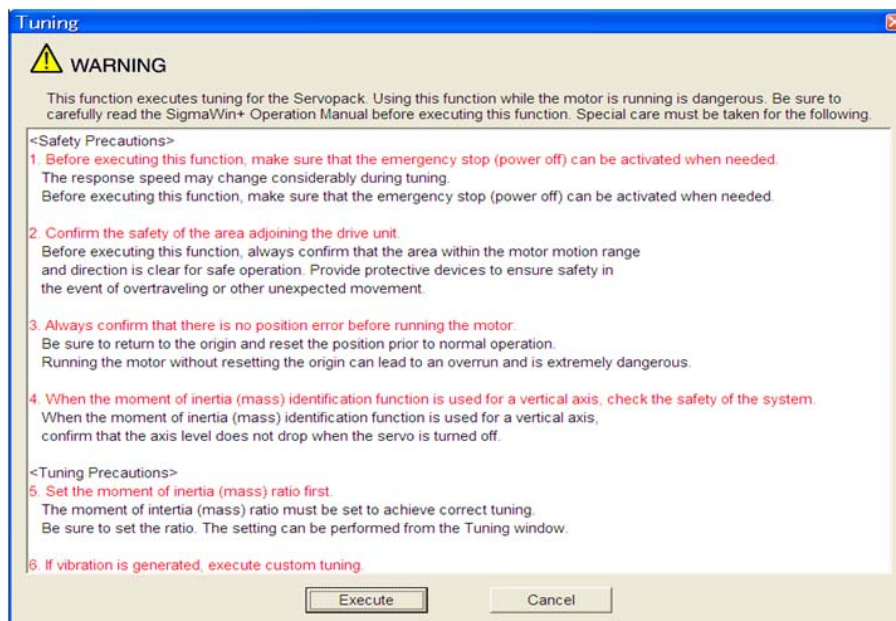 Tuning
WARNING
This function executes tuning for the Servopack. Using this function while the motor is running is dangerous. Be sure to
carefully read the SigmaWin+ Operation Manual before executing this function. Special care must be taken for the following.
<Safety Precautions>
1. Before executing this function, make sure that the emergency stop (power off) can be activated when needed.
The response speed may change considerably during tuning.
Before executing this function, make sure that the emergency stop (power off) can be activated when needed.
2. Confirm the safety of the area adjoining the drive unit.
Before executing this function, always confirm that the area within the motor motion range
and direction is clear for safe operation. Provide protective devices to ensure safety in
the event of overtraveling or other unexpected movement.
3. Always confirm that there is no position error before running the motor.
Be sure to return to the origin and reset the position prior to normal operation.
Running the motor without resetting the origin can lead to an overrun and is extremely dangerous.
4. When the moment of inertia (mass) identification function is used for a vertical axis, check the safety of the system.
When the moment of inertia (mass) identification function is used for a vertical axis,
confirm that the axis level does not drop when the servo is turned off.
<Tuning Precautions>
5. Set the moment of inertia (mass) ratio first.
The moment of intertia (mass) ratio must be set to achieve correct tuning.
Be sure to set the ratio. The setting can be performed from the Tuning window.
6. If vibration is generated, execute custom tuning.
Execute
Cancel